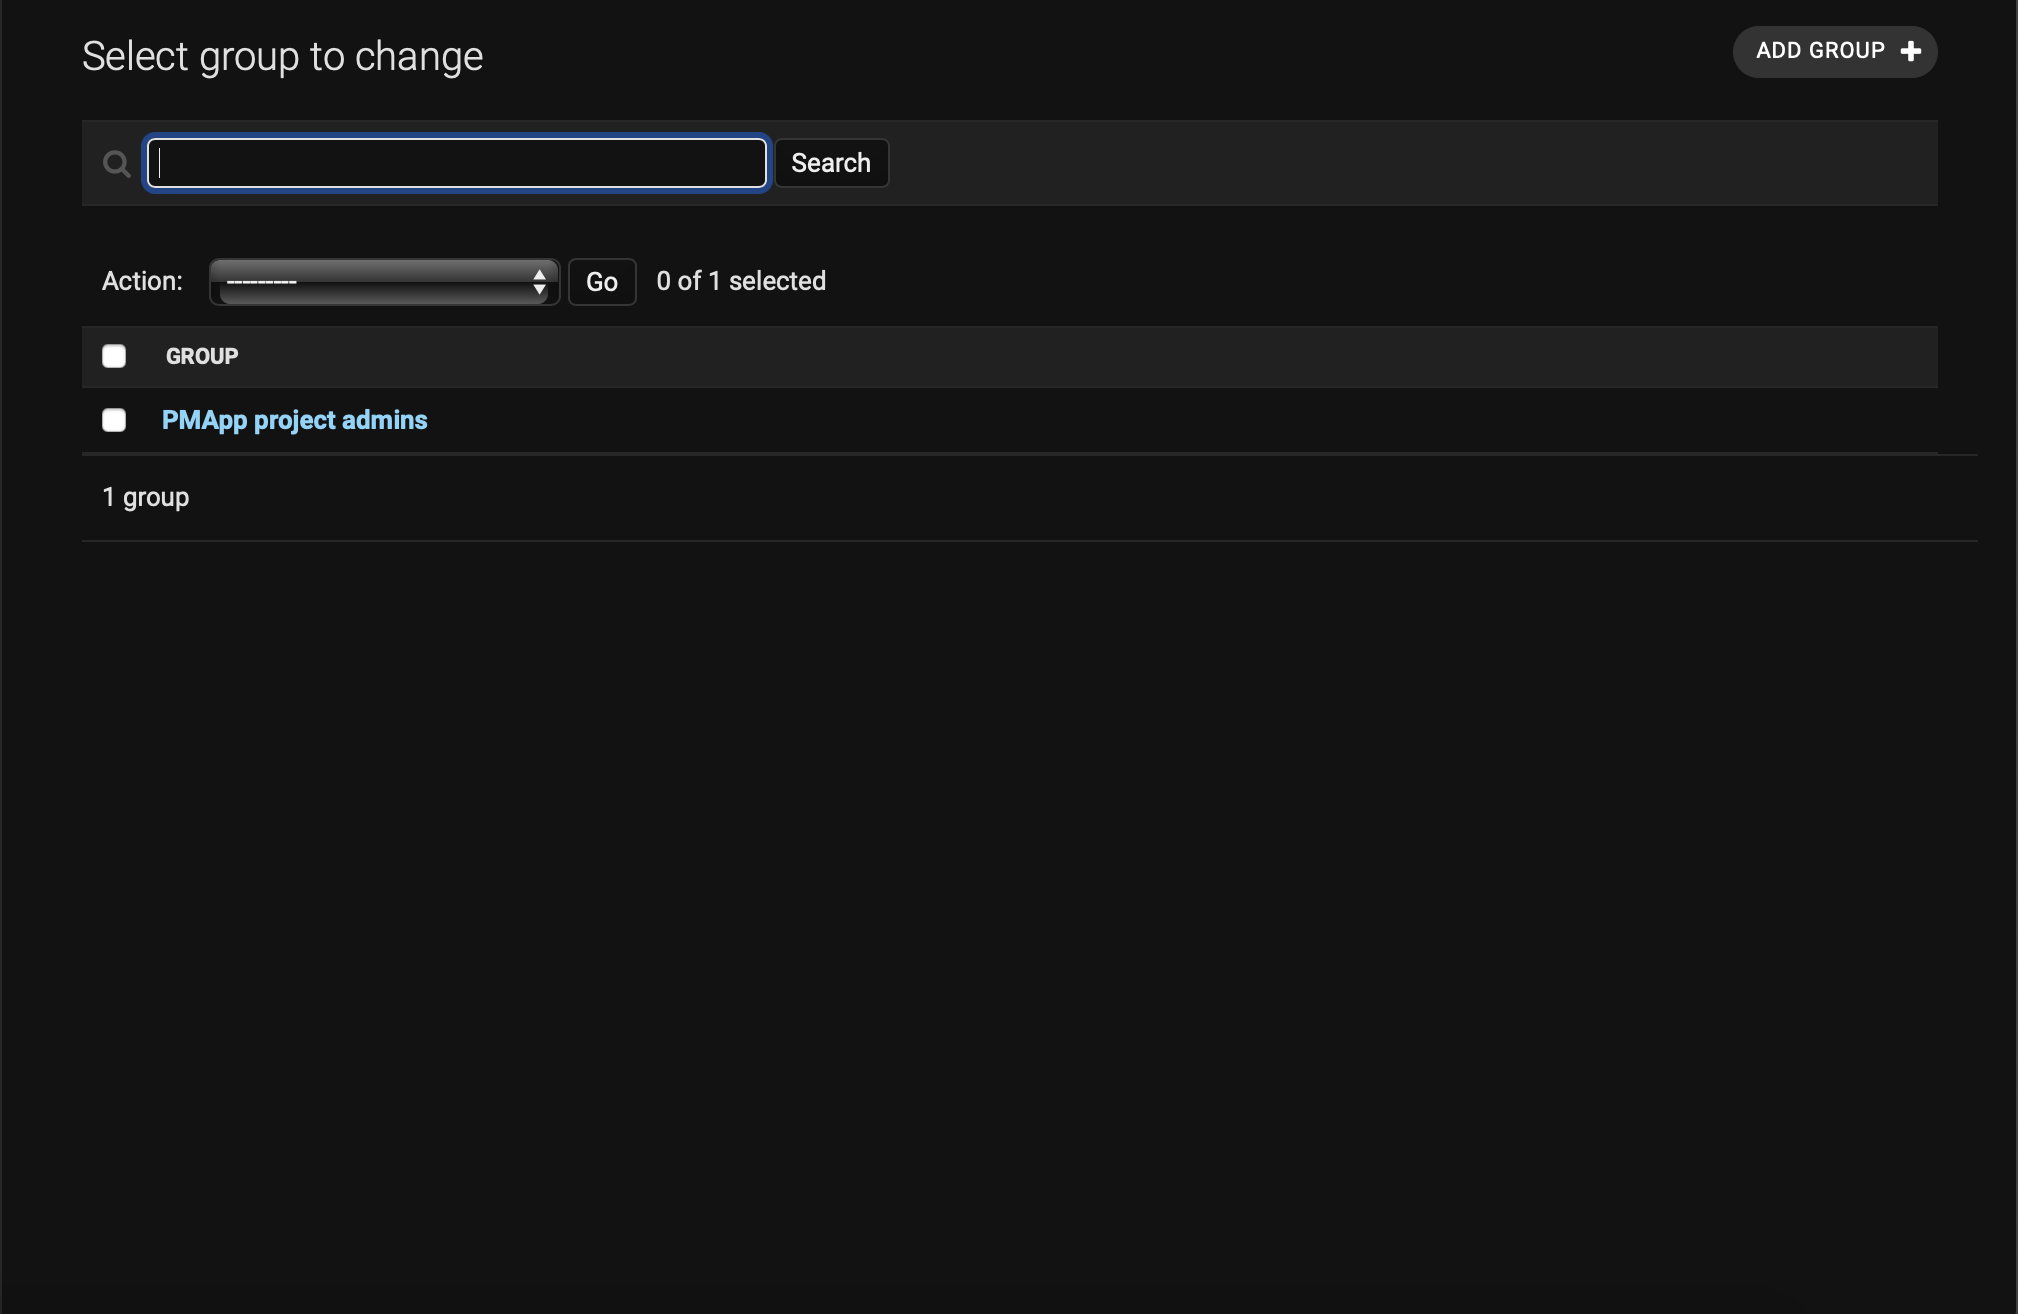 Select group to change
ADD GROUP
Search
Action: --------- Go 0 of 1 selected
GROUP
PMApp project admins
1 group